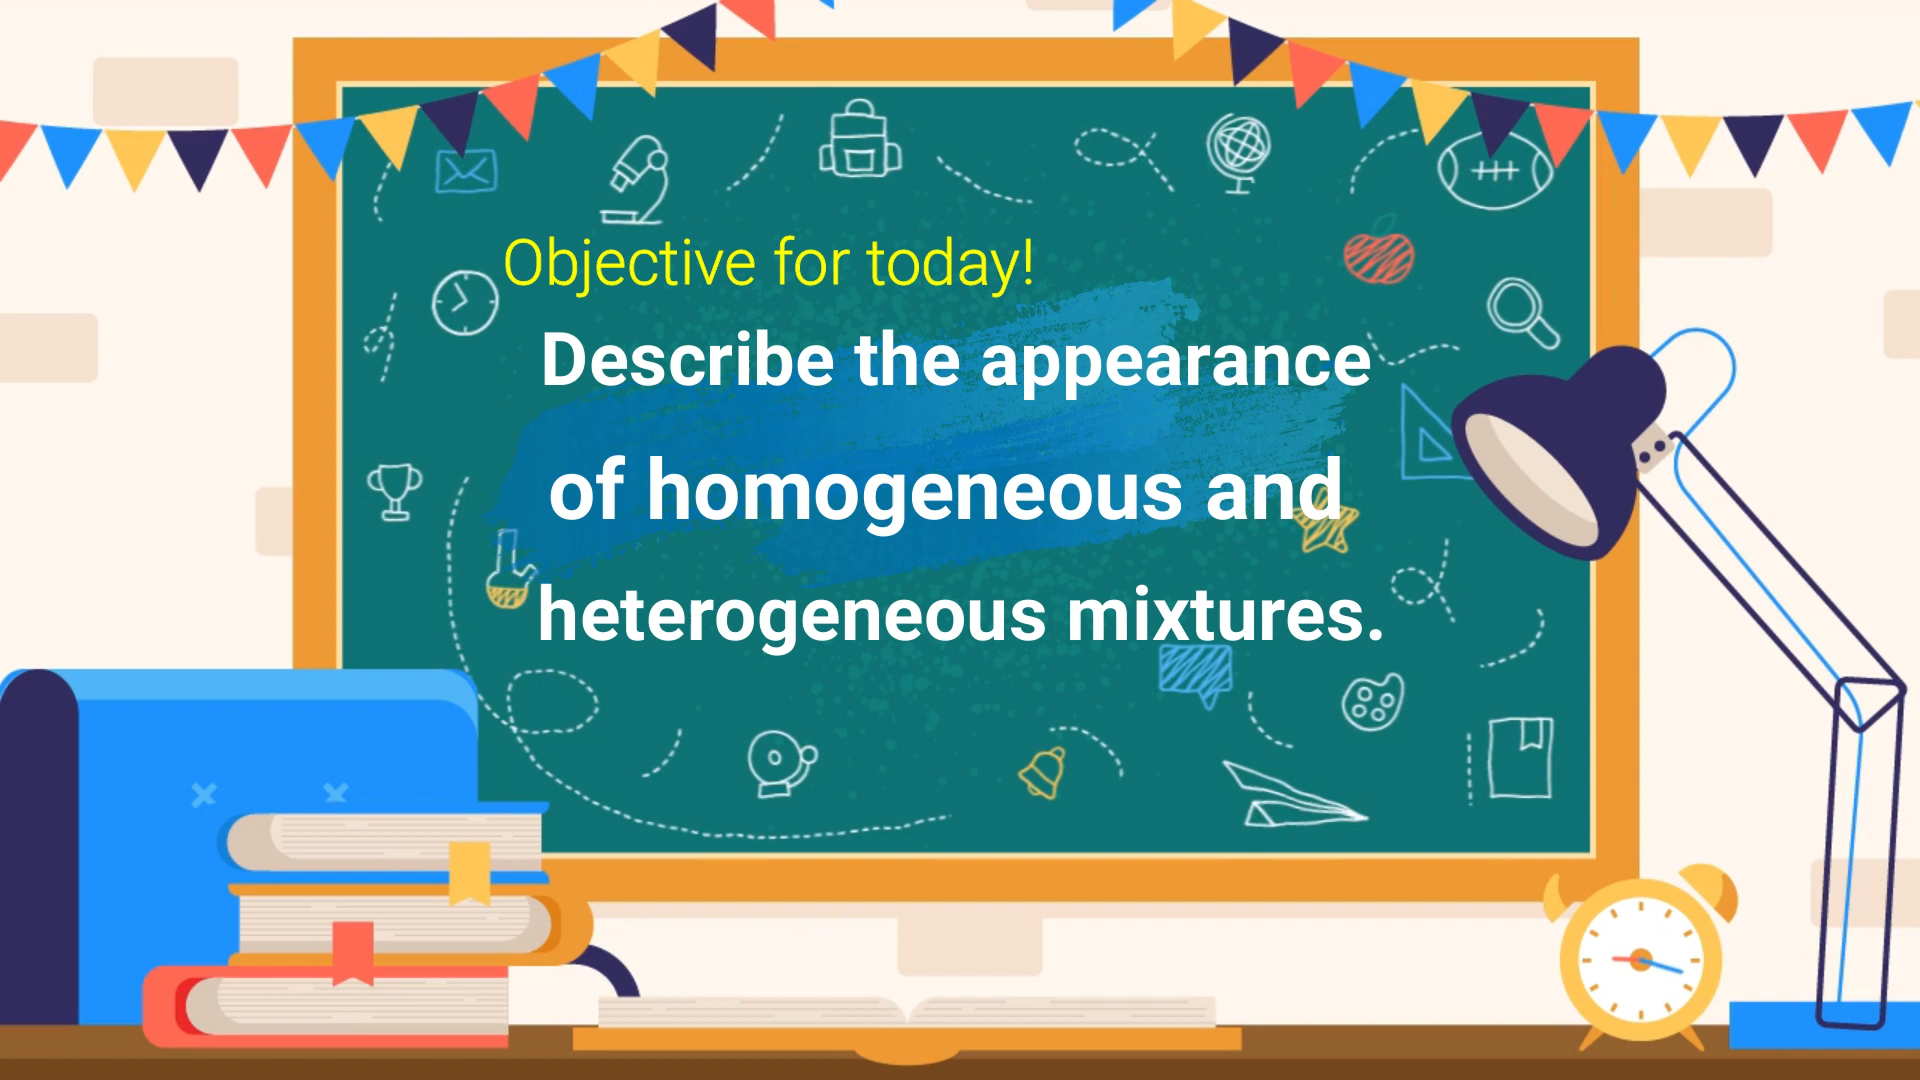 Objective for today!
Describe the appearance
of homogeneous and
heterogeneous mixtures.